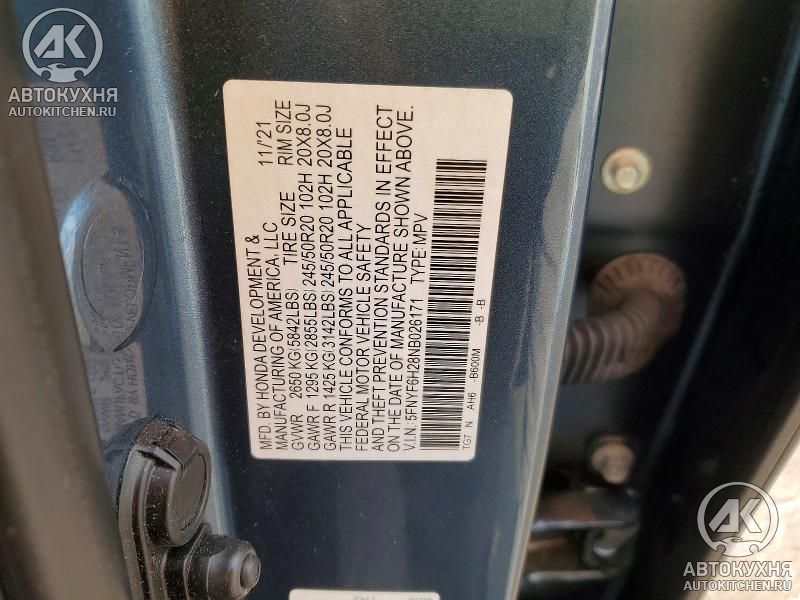 АВТОКУХНЯ
AUTOKITCHEN.RU
MFD. BY HONDA DEVELOPMENT & 11/'21
MANUFACTURING OF AMERICA, LLC
GVWR 2650 KG(5842LBS) TIRE SIZE RIM SIZE
GAWR F 1295 KG(2855LBS) 245/50R20 102H 20X8.0J
GAWR R 1425 KG(3142LBS) 245/50R20 102H 20X8.0J
THIS VEHICLE CONFORMS TO ALL APPLICABLE
FEDERAL MOTOR VEHICLE SAFETY
AND THEFT PREVENTION STANDARDS IN EFFECT
ON THE DATE OF MANUFACTURE SHOWN ABOVE.
V.I.N.: 5FNYF6H28NB026171 TYPE: MPV
TG7 N AH6 -B600M -B -B
АК
АВТОКУХНЯ
AUTOKITCHEN.RU